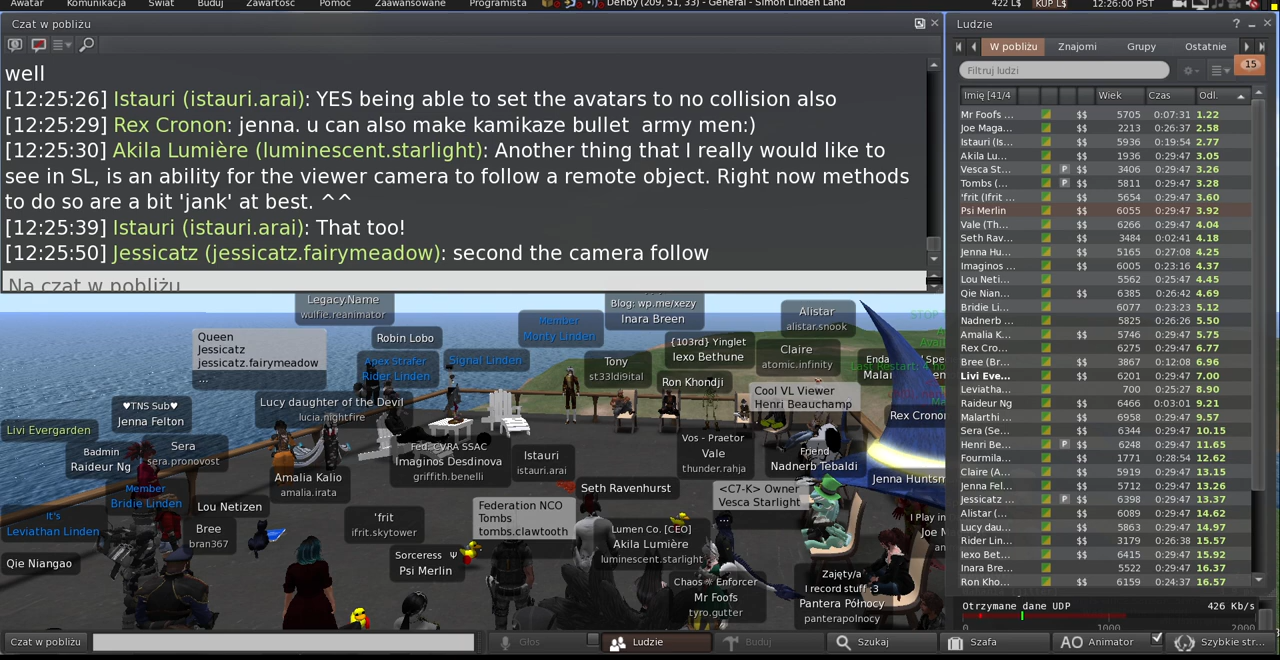 Awatar Komunikacja Świat Buduj Zawartość Pomoc Zaawansowane Programista Denby (209, 51, 33) - General - Simon Linden Land 422 L$ KUP L$ 12:26:00 PST
Czat w pobliżu
well
[12:25:26] Istauri (istauri.arai): YES being able to set the avatars to no collision also
[12:25:29] Rex Cronon: jenna. u can also make kamikaze bullet  army men:)
[12:25:30] Akila Lumière (luminescent.starlight): Another thing that I really would like to
see in SL, is an ability for the viewer camera to follow a remote object. Right now methods
to do so are a bit 'jank' at best. ^^
[12:25:39] Istauri (istauri.arai): That too!
[12:25:50] Jessicatz (jessicatz.fairymeadow): second the camera follow
Na czat w pobliżu
Legacy.Name
wulfie.reanimator
Blog: wp.me/xezy
Inara Breen
Alistar
alistar.snook
Member
Monty Linden
Queen
Jessicatz
jessicatz.fairymeadow
...
Robin Lobo
Apex Strafer
Rider Linden
Signal Linden
{103rd} Yinglet
Iexo Bethune
Claire
atomic.infinity
Tony
st33ldi9ital
Ron Khondji
Cool VL Viewer
Henri Beauchamp
Rex Crono
♥TNS Sub♥
Jenna Felton
Lucy daughter of the Devil
lucia.nightfire
Livi Evergarden
Badmin
Raideur Ng
Sera
sera.pronovost
Fed. CVRA SSAC
Imaginos Desdinova
griffith.benelli
Istauri
istauri.arai
Vos - Praetor
Vale
thunder.rahja
Friend
Nadnerb Tebaldi
Jenna Huntsm
Amalia Kalio
amalia.irata
Seth Ravenhurst
<C7-K> Owner
Vesca Starlight
...
Member
Bridie Linden
Lou Netizen
It's
Leviathan Linden
Bree
bran367
'frit
ifrit.skytower
Federation NCO
Tombs
tombs.clawtooth
Lumen Co. [CEO]
Akila Lumière
luminescent.starlight
I Play in
Joe M
Qie Niangao
Sorceress Ψ
Psi Merlin
Chaos ☼ Enforcer
Mr Foofs
tyro.gutter
Zajęty/a
I record stuff :3
Pantera Północy
panterapolnocy
Ludzie
W pobliżu Znajomi Grupy Ostatnie
15
Filtruj ludzi
Imię [41/4 Wiek Czas Odl.
Mr Foofs ... 5705 0:07:31 1.22
Joe Maga... $$ 2213 0:26:37 2.58
Istauri (Is... $$ 5936 0:19:54 2.77
Akila Lu... $$ 1936 0:29:47 3.05
Vesca St... P $$ 3406 0:29:47 3.26
Tombs (... P $$ 5811 0:29:47 3.28
'frit (Ifrit ... $$ 5654 0:29:47 3.60
Psi Merlin $$ 6055 0:29:47 3.92
Vale (Th... $$ 6266 0:29:47 4.04
Seth Rav... $$ 3484 0:02:41 4.18
Jenna Hu... $$ 5165 0:27:08 4.25
Imaginos ... $$ 6005 0:23:16 4.37
Lou Neti... 5562 0:25:47 4.45
Qie Nian... $$ 6385 0:26:42 4.69
Bridie Li... 6077 0:23:23 5.12
Nadnerb ... 5825 0:26:26 5.50
Amalia K... $$ 5746 0:29:47 5.75
Rex Cro... 6275 0:29:47 6.77
Bree (Br... $$ 3867 0:12:08 6.96
Livi Eve... $$ 6201 0:29:47 7.00
Leviatha... 700 0:25:27 8.90
Raideur Ng $$ 6466 0:03:01 9.21
Malarthi ... $$ 6958 0:29:47 9.57
Sera (Se... $$ 6344 0:29:47 10.15
Henri Be... P $$ 6248 0:29:47 11.65
Fourmila... $$ 1771 0:28:54 12.62
Claire (A... $$ 5919 0:29:47 13.15
Jenna Fel... $$ 5712 0:29:47 13.26
Jessicatz ... P $$ 6398 0:29:47 13.37
Alistar (... $$ 6089 0:29:47 14.62
Lucy dau... $$ 5863 0:29:47 14.97
Rider Lin... $$ 3179 0:26:38 15.57
Iexo Bet... $$ 6415 0:29:47 15.92
Inara Bre... 5522 0:29:47 16.37
Ron Kho... $$ 6159 0:24:37 16.57
Otrzymane dane UDP 426 Kb/s
0 1000 2000
Czat w pobliżu Głos Ludzie Buduj Szukaj Szafa AO Animator Szybkie str...